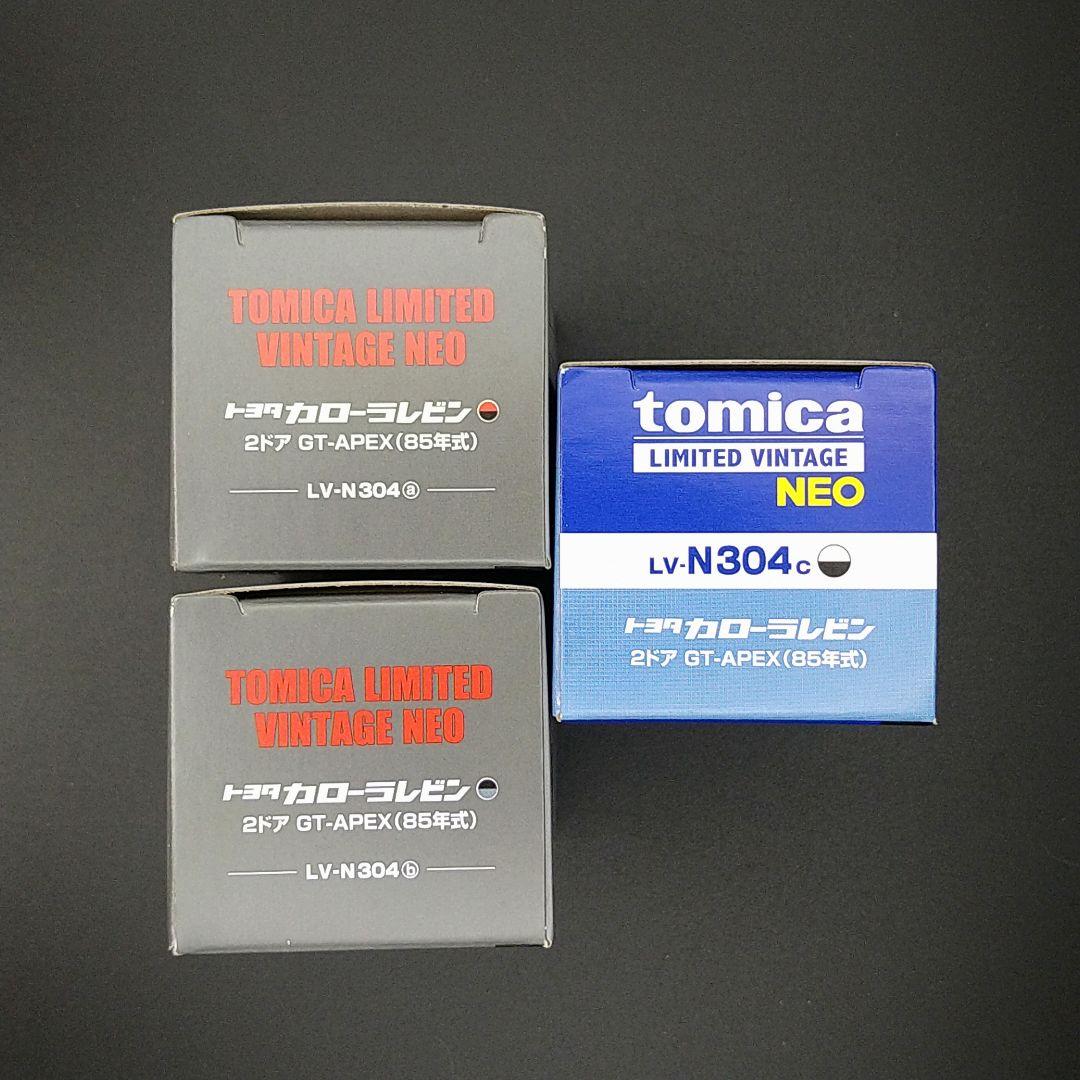 TOMICA LIMITED
VINTAGE NEO
トヨタ カローラレビン
2ドア GT-APEX(85年式)
LV-N304ⓐ
TOMICA LIMITED
VINTAGE NEO
トヨタ カローラレビン
2ドア GT-APEX(85年式)
LV-N304ⓑ
tomica
LIMITED VINTAGE
NEO
LV-N304c
トヨタ カローラレビン
2ドア GT-APEX(85年式)